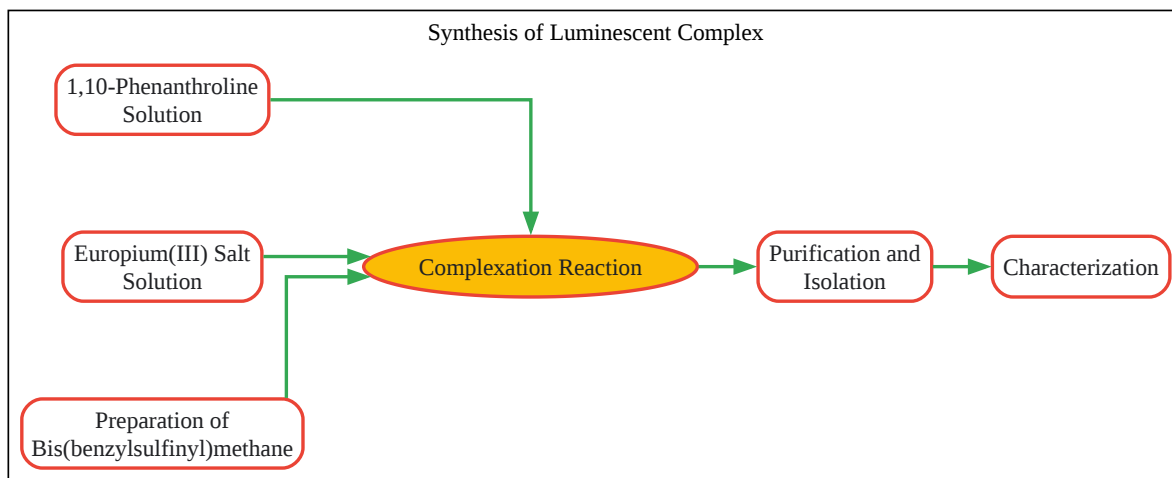 Synthesis of Luminescent Complex
1,10-Phenanthroline
Solution
Europium(III) Salt
Solution
Complexation Reaction
Purification and
Isolation
Characterization
Preparation of
Bis(benzylsulfinyl)methane